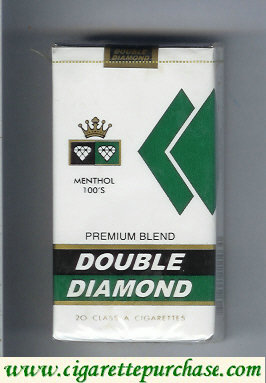 DOUBLE
DIAMOND
MENTHOL
100'S
PREMIUM BLEND
DOUBLE
DIAMOND
20 CLASS A CIGARETTES
www.cigarettepurchase.com